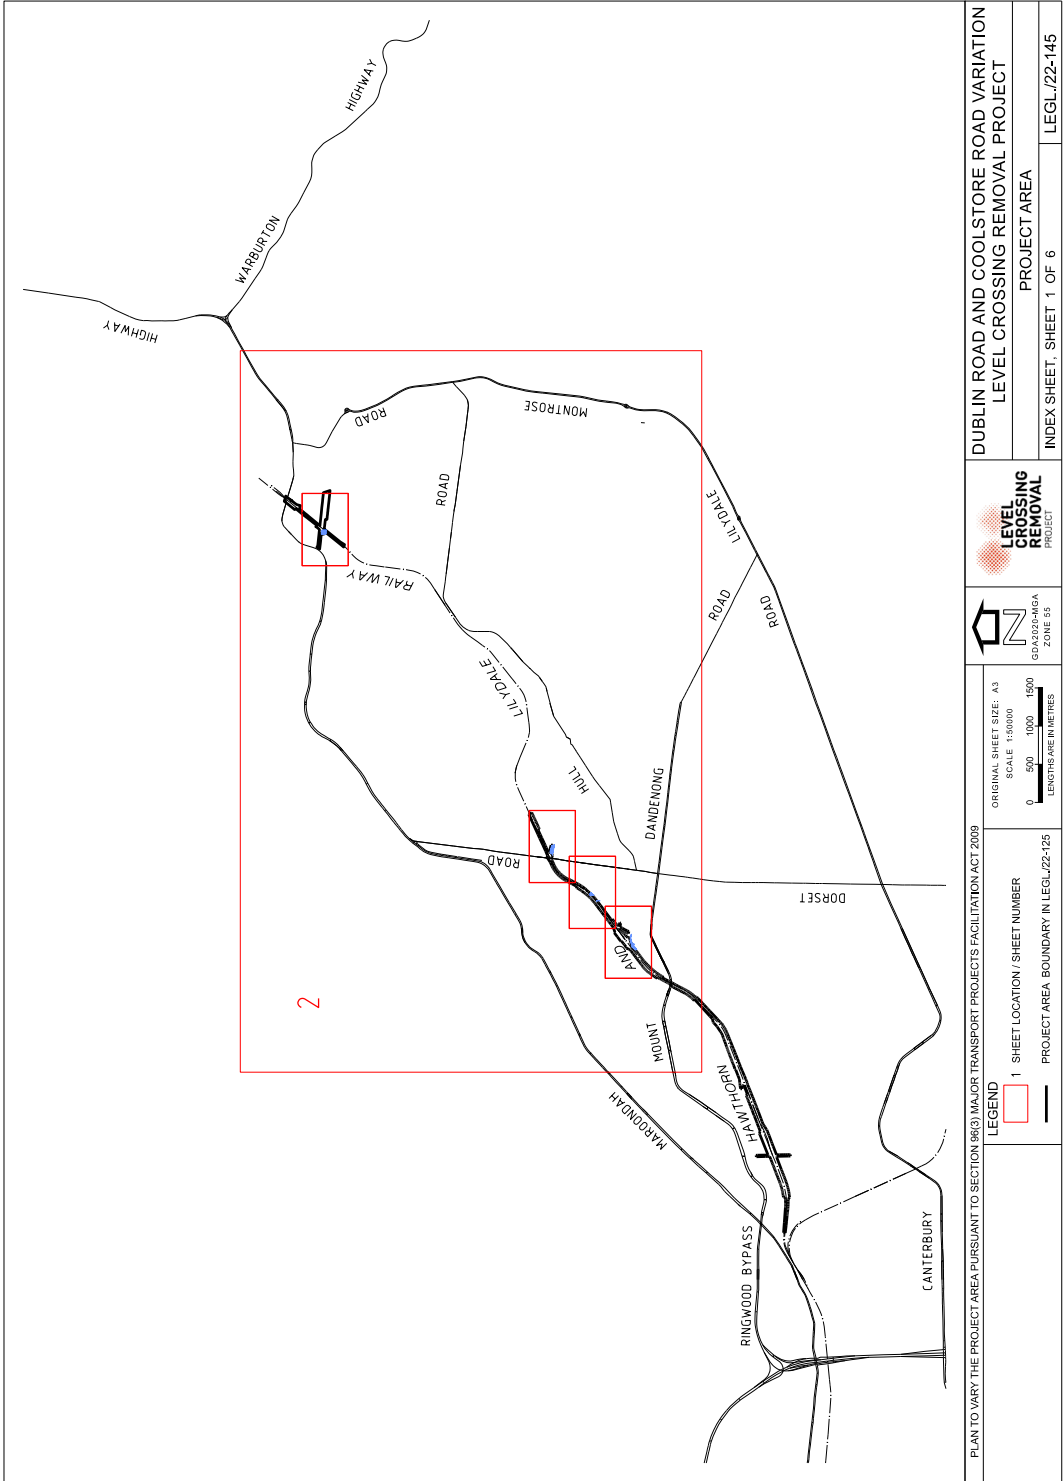 HIGHWAY
WARBURTON
HIGHWAY
ROAD
MONTROSE
ROAD
LILYDALE
ROAD
ROAD
RAILWAY
LILYDALE
HULL
DANDENONG
ROAD
DORSET
AND
2
MOUNT
HAWTHORN
MAROONDAH
RINGWOOD BYPASS
CANTERBURY
PLAN TO VARY THE PROJECT AREA PURSUANT TO SECTION 96(3) MAJOR TRANSPORT PROJECTS FACILITATION ACT 2009
LEGEND
1 SHEET LOCATION / SHEET NUMBER
PROJECT AREA BOUNDARY IN LEGL./22-125
ORIGINAL SHEET SIZE: A3
SCALE 1:50000
0 500 1000 1500
LENGTHS ARE IN METRES
N
GDA2020-MGA
ZONE 55
LEVEL
CROSSING
REMOVAL
PROJECT
DUBLIN ROAD AND COOLSTORE ROAD VARIATION
LEVEL CROSSING REMOVAL PROJECT
PROJECT AREA
INDEX SHEET, SHEET 1 OF 6
LEGL./22-145